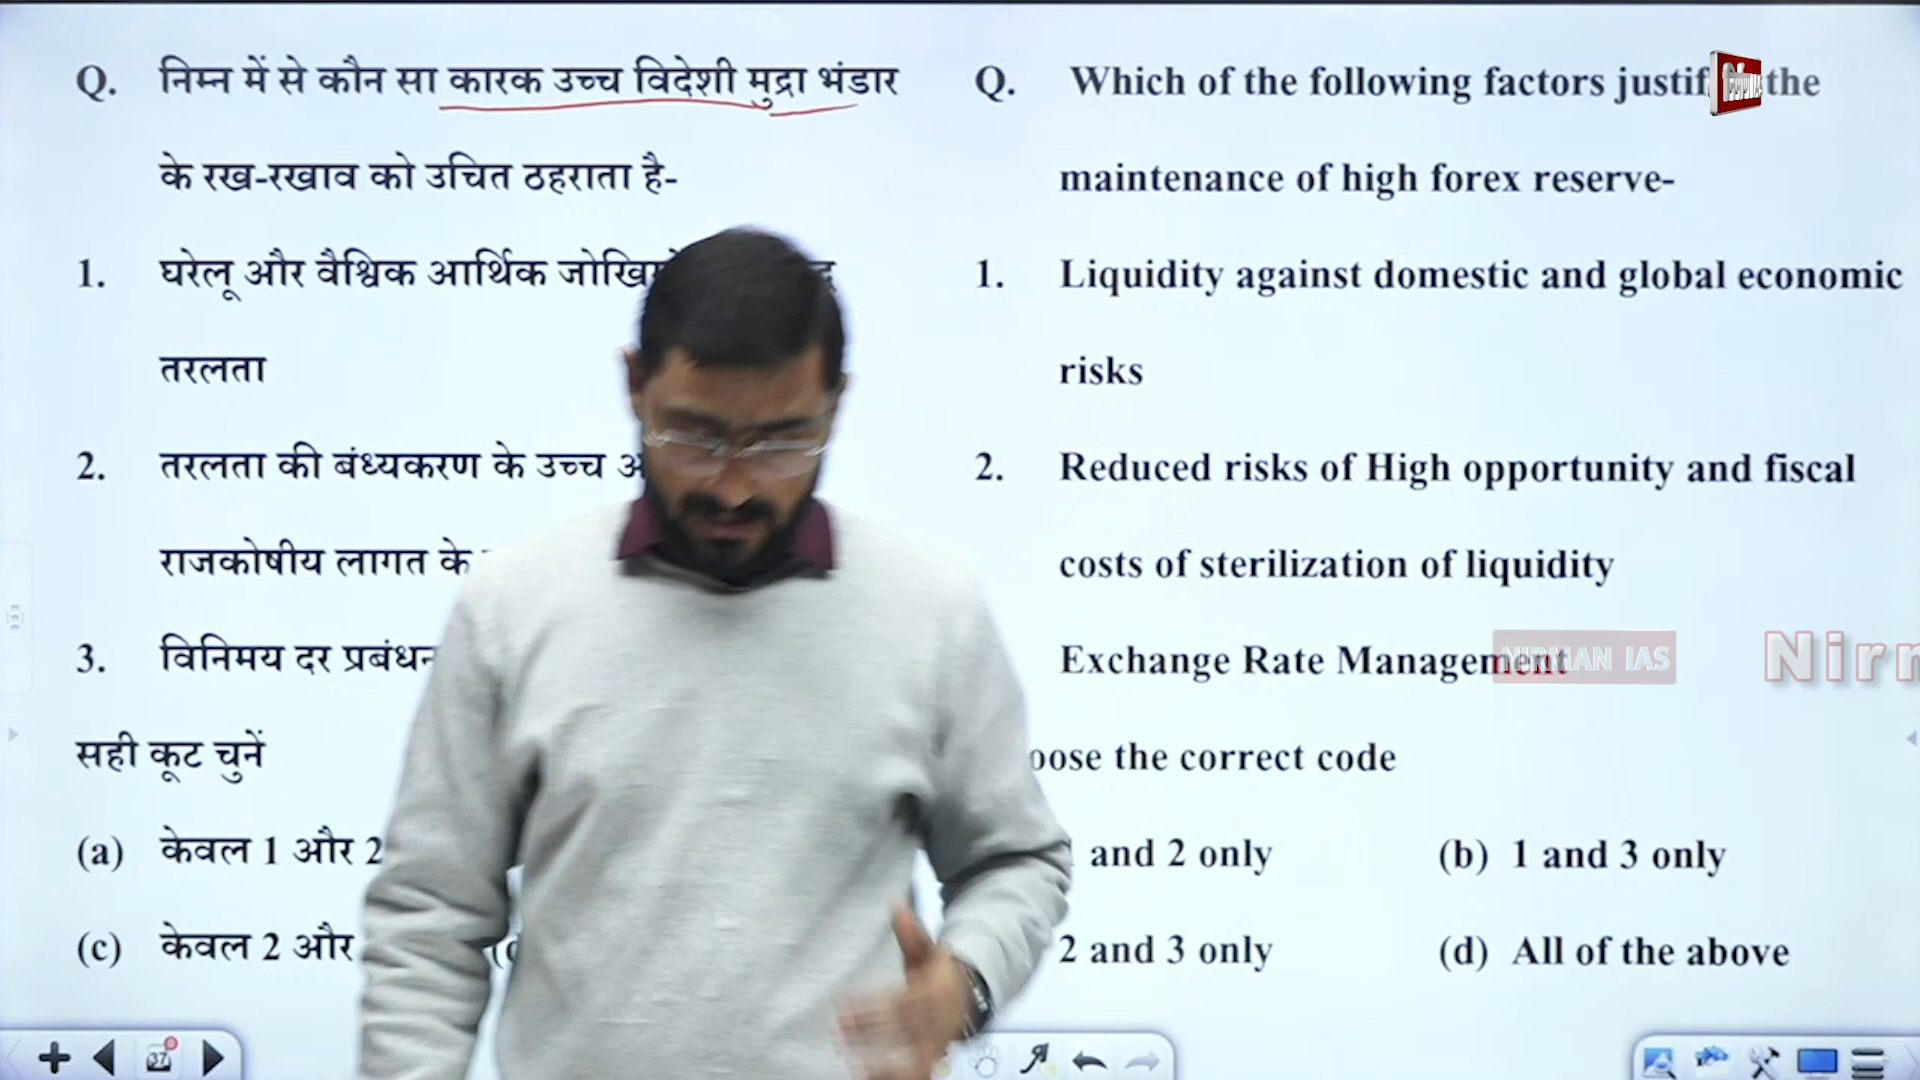 Q. निम्न में से कौन सा कारक उच्च विदेशी मुद्रा भंडार
के रख-रखाव को उचित ठहराता है-
1. घरेलू और वैश्विक आर्थिक
तरलता
2. तरलता की बंध्यकरण के उच्च
राजकोषीय लागत के
3. विनिमय दर प्रबंधन
सही कूट चुनें
(a) केवल 1 और 2
(c) केवल 2 और
Q. Which of the following factors the
maintenance of high forex reserve-
1. Liquidity against domestic and global economic
risks
2. Reduced risks of High opportunity and fiscal
costs of sterilization of liquidity
Exchange Rate Management
NIRMAN IAS
the correct code
and 2 only (b) 1 and 3 only
2 and 3 only (d) All of the above
37